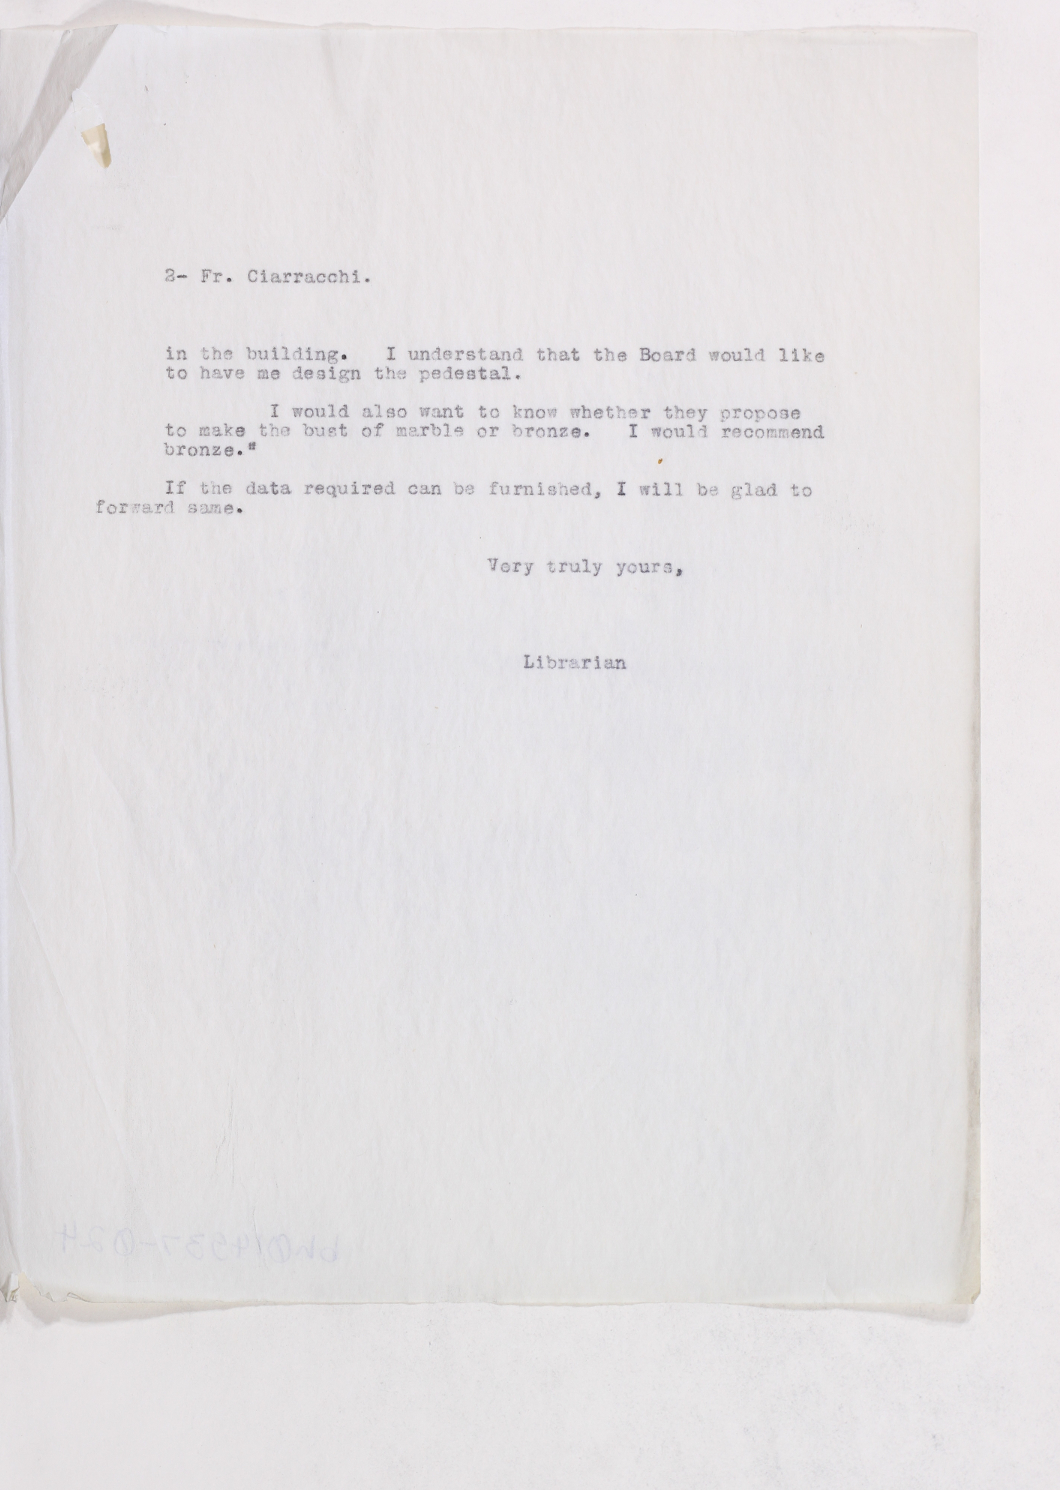 2- Fr. Ciarracchi.
in the building. I understand that the Board would like
to have me design the pedestal.
I would also want to know whether they propose
to make the bust of marble or bronze. I would recommend
bronze."
If the data required can be furnished, I will be glad to
forward same.
Very truly yours,
Librarian